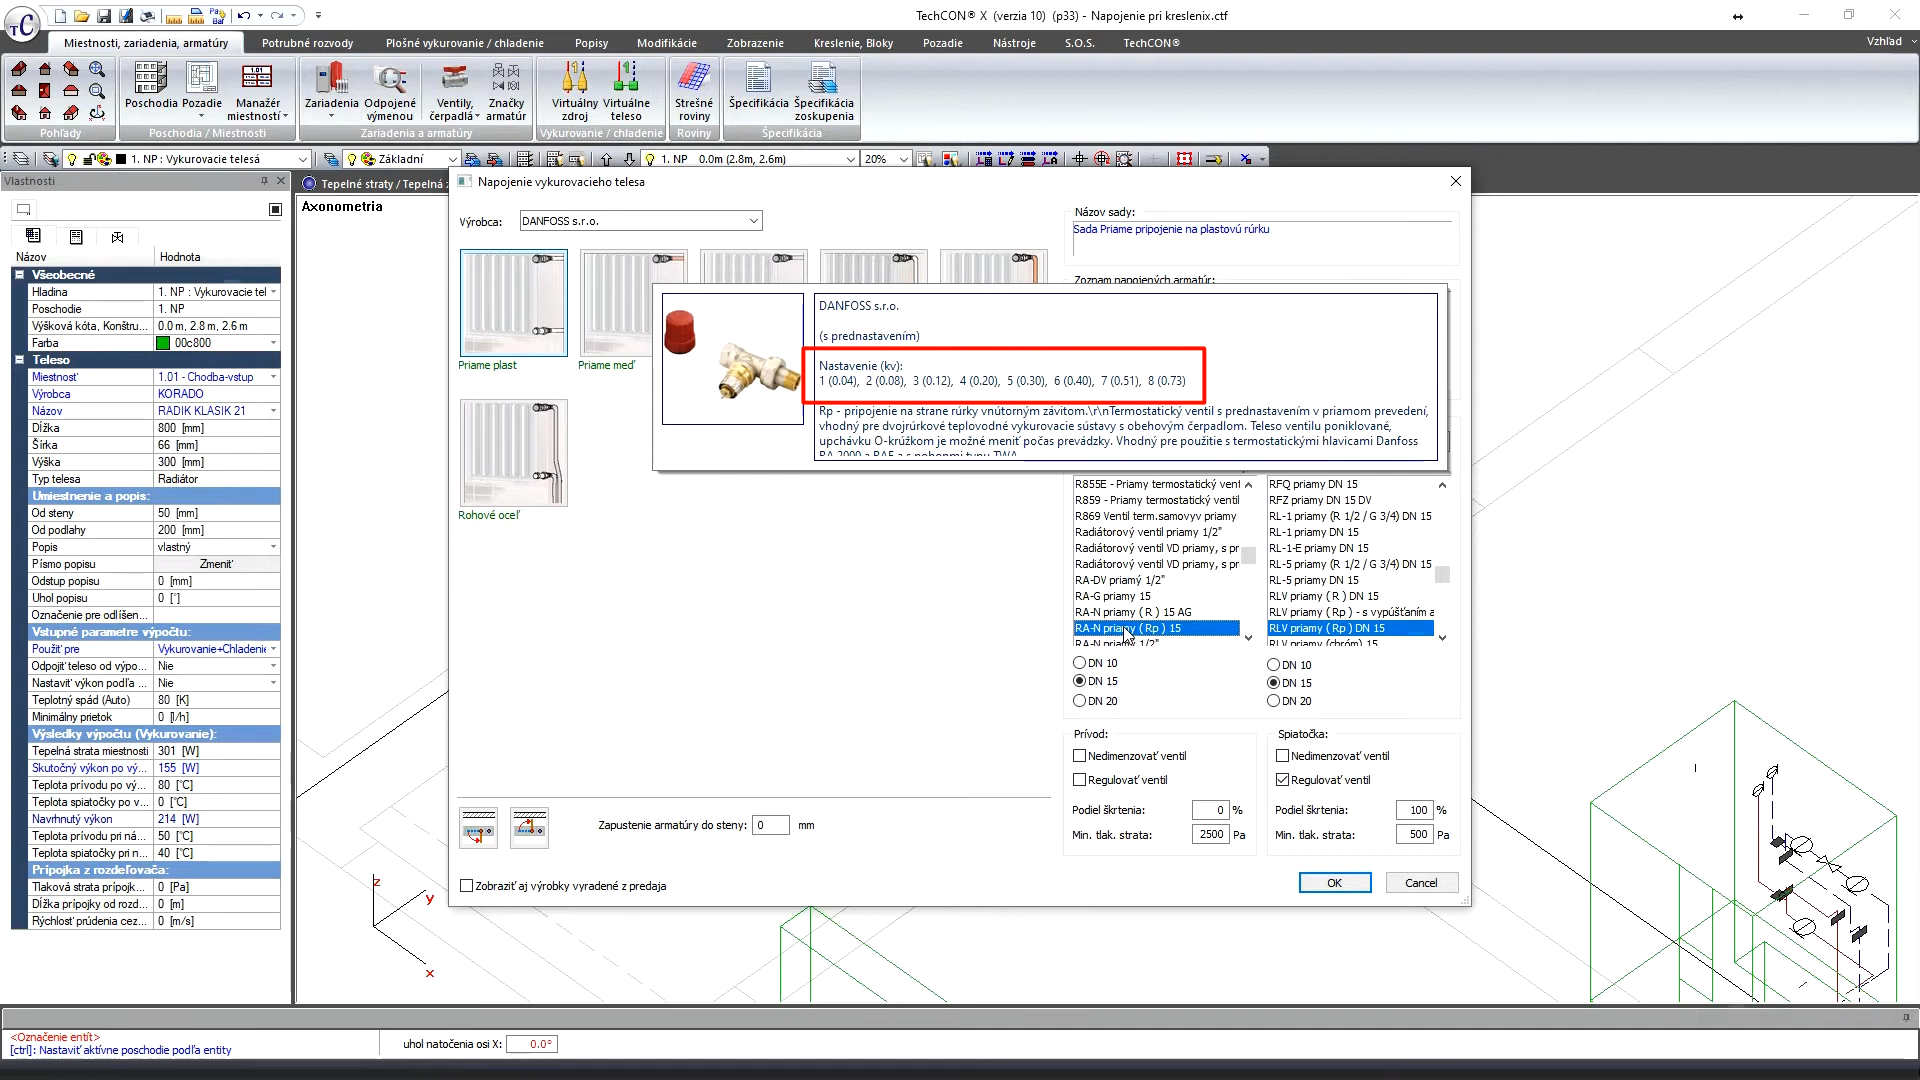 TechCON® X  (verzia 10)  (p33) - Napojenie pri kreslenix.ctf
Miestnosti, zariadenia, armatúry
Potrubné rozvody
Plošné vykurovanie / chladenie
Popisy
Modifikácie
Zobrazenie
Kreslenie, Bloky
Pozadie
Nástroje
S.O.S.
TechCON®
Vzhľad
Poschodia
Pozadie
Manažér miestností
Zariadenia
Odpojené výmenou
Ventily, čerpadlá
Značky armatúr
Virtuálny zdroj
Virtuálne teleso
Strešné roviny
Špecifikácia
Špecifikácia zoskupenia
Pohľady
Poschodia / Miestnosti
Zariadenia a armatúry
Vykurovanie / chladenie
Roviny
Špecifikácia
1. NP : Vykurovacie telesá
Základní
1. NP   0.0m (2.8m, 2.6m)
20%
Vlastnosti
Názov	Hodnota
Všeobecné
Hladina	1. NP : Vykurovacie tel
Poschodie	1. NP
Výšková kóta, Konštru...	0.0 m, 2.8 m, 2.6 m
Farba	00c800
Teleso
Miestnosť	1.01 - Chodba-vstup
Výrobca	KORADO
Názov	RADIK KLASIK 21
Dĺžka	800  [mm]
Šírka	66  [mm]
Výška	300  [mm]
Typ telesa	Radiátor
Umiestnenie a popis:
Od steny	50  [mm]
Od podlahy	200  [mm]
Popis	vlastný
Písmo popisu	Zmeniť
Odstup popisu	0  [mm]
Uhol popisu	0  [°]
Označenie pre odlíšen...
Vstupné parametre výpočtu:
Použiť pre	Vykurovanie+Chladenie
Odpojiť teleso od výpo...	Nie
Nastaviť výkon podľa ...	Nie
Teplotný spád (Auto)	80  [K]
Minimálny prietok	0  [l/h]
Výsledky výpočtu (Vykurovanie):
Tepelná strata miestnosti	301  [W]
Skutočný výkon po vý...	155  [W]
Teplota prívodu po vý...	80  [°C]
Teplota spiatočky po v...	0  [°C]
Navrhnutý výkon	214  [W]
Teplota prívodu pri ná...	50  [°C]
Teplota spiatočky pri n...	40  [°C]
Prípojka z rozdeľovača:
Tlaková strata prípojk...	0  [Pa]
Dĺžka prípojky od rozd...	0  [m]
Rýchlosť prúdenia cez...	0  [m/s]
Tepelné straty / Tepelná z
Axonometria
z
y
x
Napojenie vykurovacieho telesa
Výrobca:
DANFOSS s.r.o.
Priame plast
Priame meď
Rohové oceľ
Názov sady:
Sada Priame pripojenie na plastovú rúrku
Zoznam napojených armatúr:
DANFOSS s.r.o.
(s prednastavením)
Nastavenie (kv):
1 (0.04),  2 (0.08),  3 (0.12),  4 (0.20),  5 (0.30),  6 (0.40),  7 (0.51),  8 (0.73)
Rp - pripojenie na strane rúrky vnútorným závitom.\r\nTermostatický ventil s prednastavením v priamom prevedení,
vhodný pre dvojrúrkové teplovodné vykurovacie sústavy s obehovým čerpadlom. Teleso ventilu poniklované,
upchávku O-krúžkom je možné meniť počas prevádzky. Vhodný pre použitie s termostatickými hlavicami Danfoss
RA 2000 a RAE a s pohonmi typu TWA
R855E - Priamy termostatický vent
R859 - Priamy termostatický ventil
R869 Ventil term.samovyv priamy
Radiátorový ventil priamy 1/2"
Radiátorový ventil VD priamy, s pr
Radiátorový ventil VD priamy, s pr
RA-DV priamý 1/2"
RA-G priamy 15
RA-N priamy ( R ) 15 AG
RA-N priamy ( Rp ) 15
RA-N priamy 1/2"
RFQ priamy DN 15
RFZ priamy DN 15 DV
RL-1 priamy (R 1/2 / G 3/4) DN 15
RL-1 priamy DN 15
RL-1-E priamy DN 15
RL-5 priamy (R 1/2 / G 3/4) DN 15
RL-5 priamy DN 15
RLV priamy ( R ) DN 15
RLV priamy ( Rp ) - s vypúšťaním a
RLV priamy ( Rp ) DN 15
RLV priamy (chróm) 15
DN 10
DN 15
DN 20
DN 10
DN 15
DN 20
Prívod:
Nedimenzovať ventil
Regulovať ventil
Podiel škrtenia:	0	%
Min. tlak. strata:	2500	Pa
Spiatočka:
Nedimenzovať ventil
Regulovať ventil
Podiel škrtenia:	100	%
Min. tlak. strata:	500	Pa
Zapustenie armatúry do steny:	0	mm
Zobraziť aj výrobky vyradené z predaja
OK
Cancel
<Označenie entít>
[ctrl]: Nastaviť aktívne poschodie podľa entity
uhol natočenia osi X:	0.0°